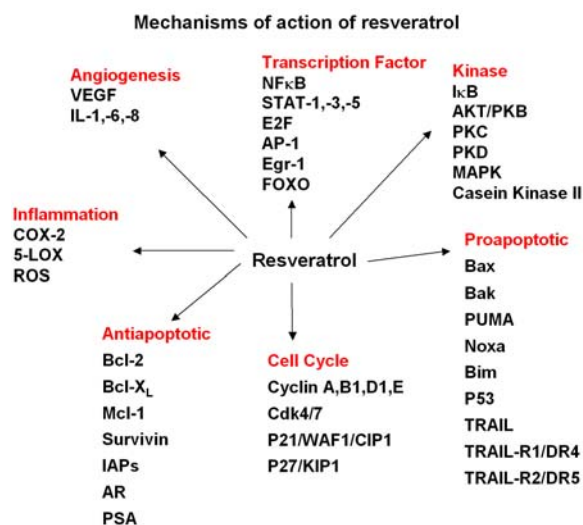 Mechanisms of action of resveratrol
Angiogenesis
VEGF
IL-1,-6,-8
Transcription Factor
NFκB
STAT-1,-3,-5
E2F
AP-1
Egr-1
FOXO
Kinase
IκB
AKT/PKB
PKC
PKD
MAPK
Casein Kinase II
Inflammation
COX-2
5-LOX
ROS
Resveratrol
Proapoptotic
Bax
Bak
PUMA
Noxa
Bim
P53
TRAIL
TRAIL-R1/DR4
TRAIL-R2/DR5
Antiapoptotic
Bcl-2
Bcl-XL
Mcl-1
Survivin
IAPs
AR
PSA
Cell Cycle
Cyclin A,B1,D1,E
Cdk4/7
P21/WAF1/CIP1
P27/KIP1